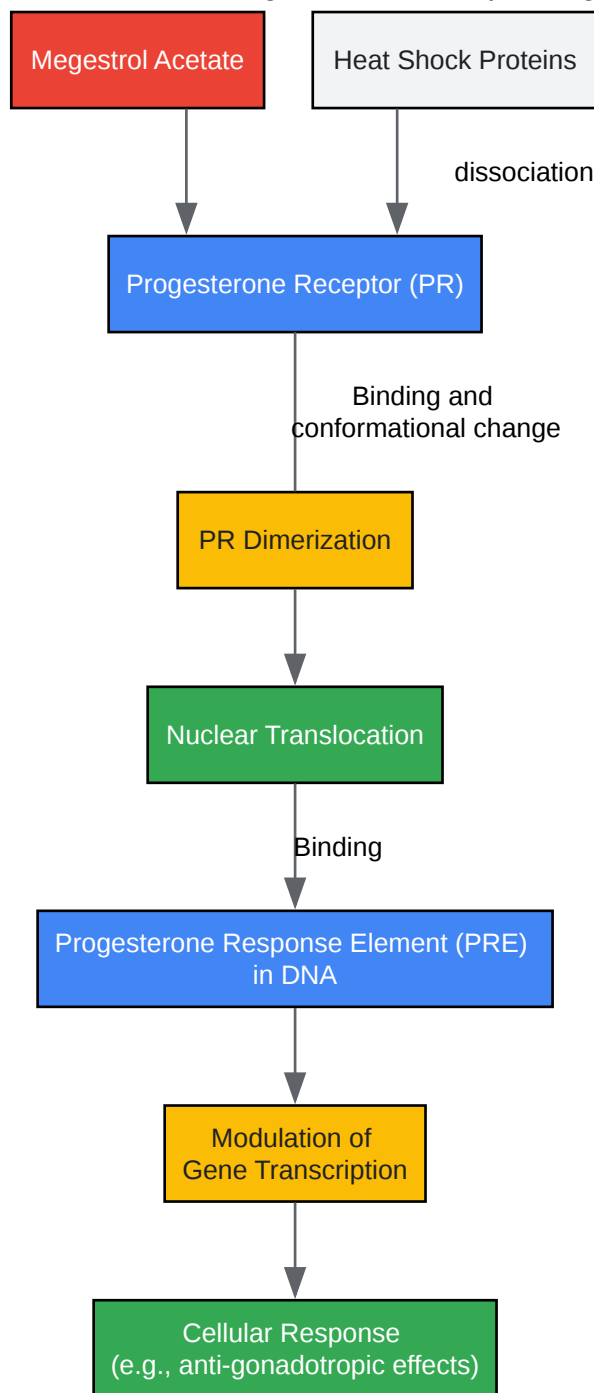 Megestrol Acetate
Heat Shock Proteins
dissociation
Progesterone Receptor (PR)
Binding and
conformational change
PR Dimerization
Nuclear Translocation
Binding
Progesterone Response Element (PRE)
in DNA
Modulation of
Gene Transcription
Cellular Response
(e.g., anti-gonadotropic effects)